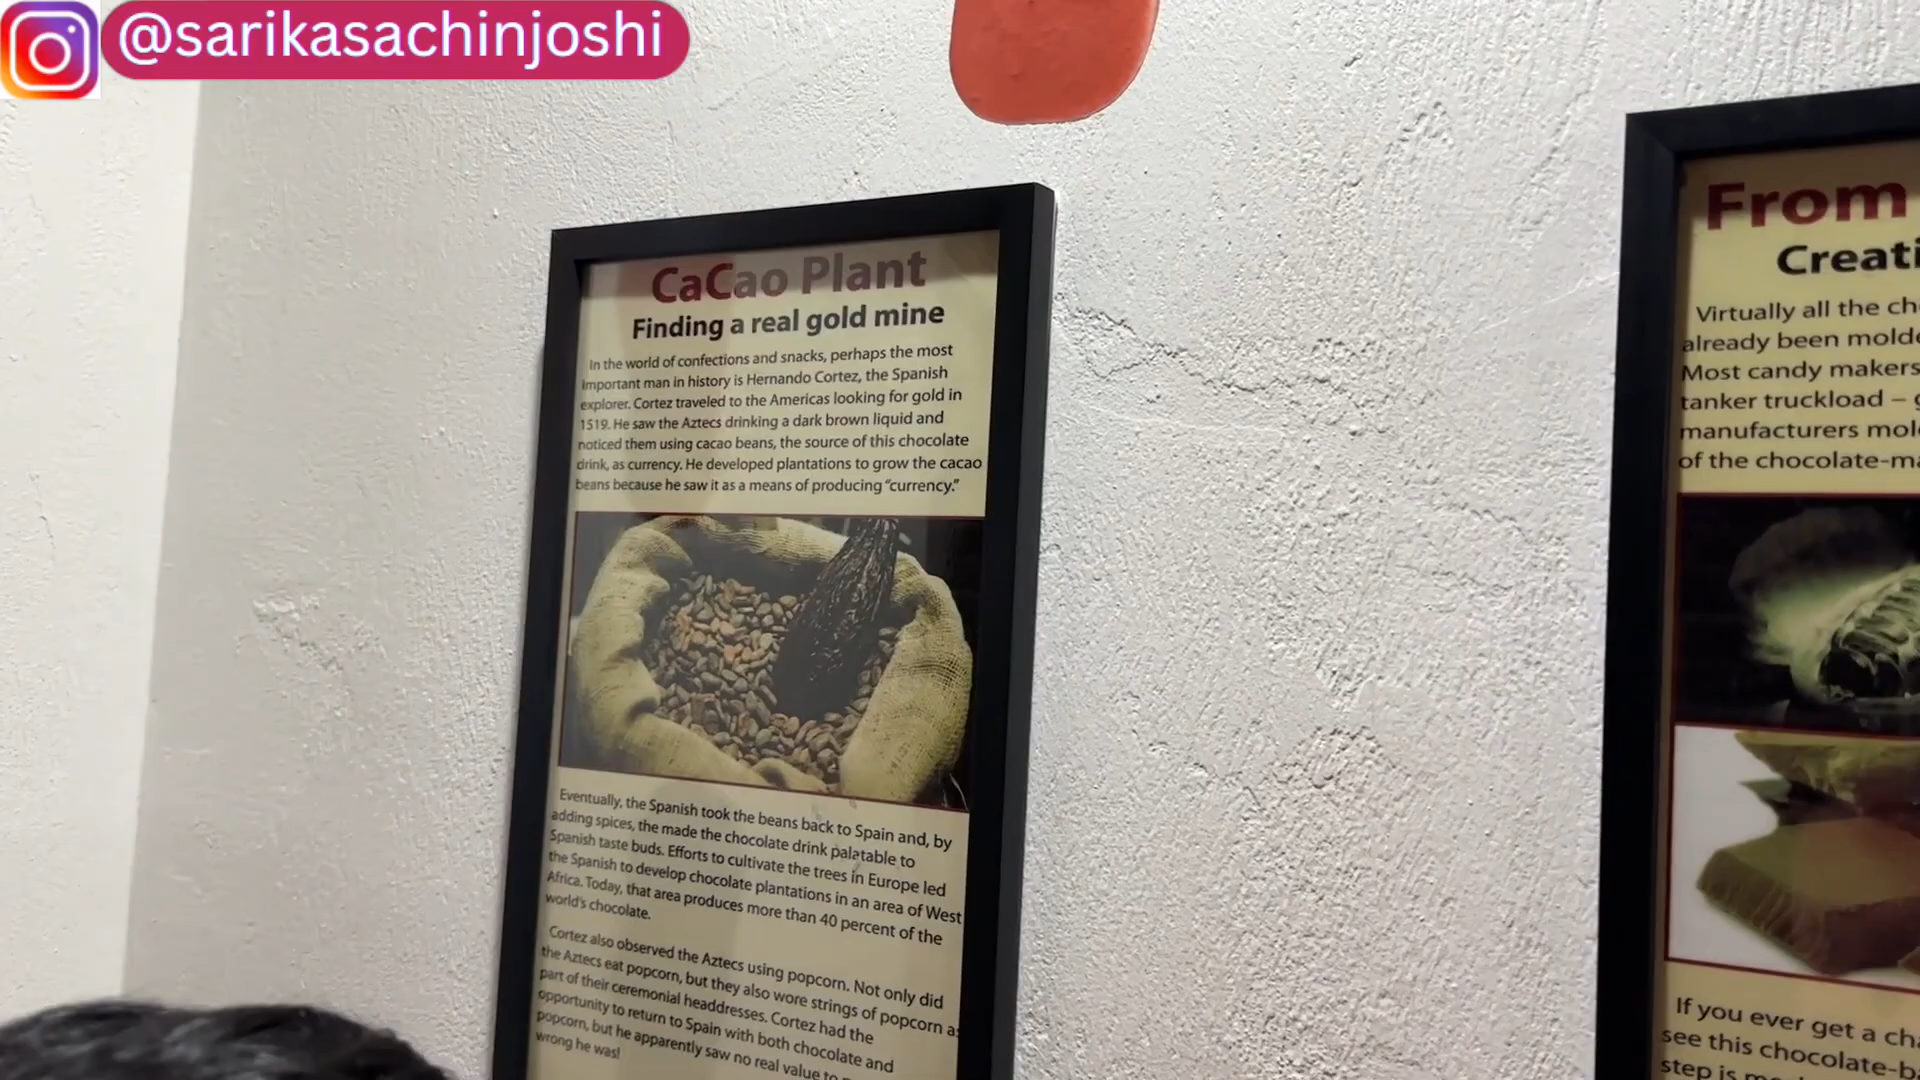 @sarikasachinjoshi
CaCao Plant
Finding a real gold mine
In the world of confections and snacks, perhaps the most
important man in history is Hernando Cortez, the Spanish
explorer. Cortez traveled to the Americas looking for gold in
1519. He saw the Aztecs drinking a dark brown liquid and
noticed them using cacao beans, the source of this chocolate
drink, as currency. He developed plantations to grow the cacao
beans because he saw it as a means of producing “currency.”
Eventually, the Spanish took the beans back to Spain and, by
adding spices, the made the chocolate drink palatable to
Spanish taste buds. Efforts to cultivate the trees in Europe led
the Spanish to develop chocolate plantations in an area of West
Africa. Today, that area produces more than 40 percent of the
world's chocolate.
Cortez also observed the Aztecs using popcorn. Not only did
the Aztecs eat popcorn, but they also wore strings of popcorn as
part of their ceremonial headdresses. Cortez had the
opportunity to return to Spain with both chocolate and
popcorn, but he apparently saw no real value to
wrong he was!
From
Creati
Virtually all the ch
already been molde
Most candy makers
tanker truckload – g
manufacturers mol
of the chocolate-ma
If you ever get a cha
see this chocolate-b
step is